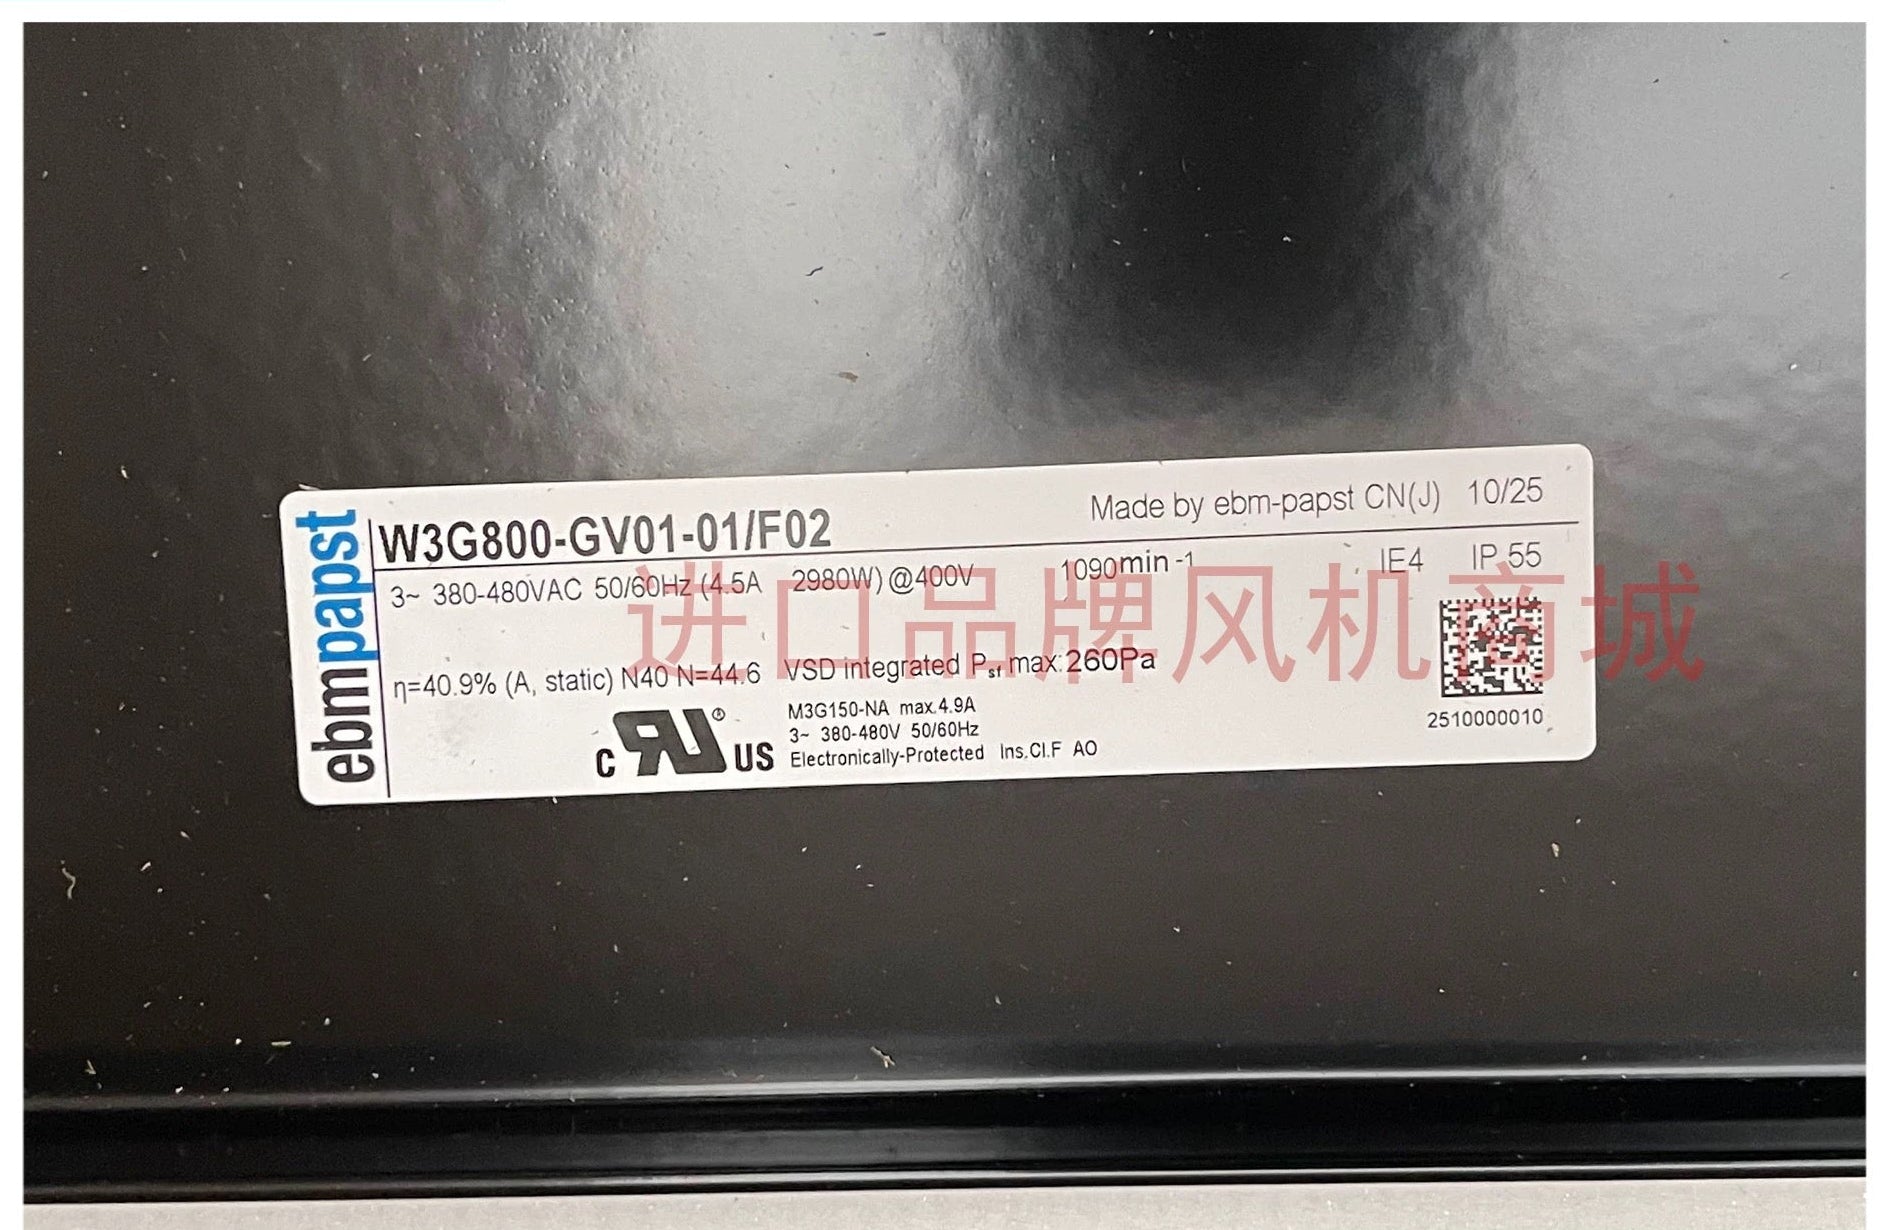 ebmpapst
W3G800-GV01-01/F02
Made by ebm-papst CN(J) 10/25
3~ 380-480VAC 50/60Hz (4.5A 2980W) @400V 1090min-1 IE4 IP 55
进口品牌风机商城
η=40.9% (A, static) N40 N=44.6 VSD integrated Psf max:260Pa
M3G150-NA max.4.9A
3~ 380-480V 50/60Hz
Electronically-Protected Ins.Cl.F AO
c RU® US
2510000010